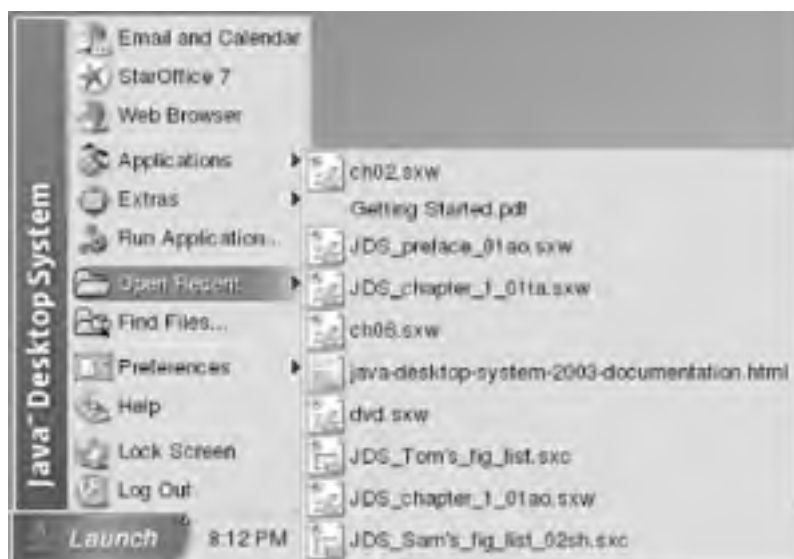 Java™ Desktop System
Email and Calendar
StarOffice 7
Web Browser
Applications
Extras
Run Application...
Open Recent
Find Files...
Preferences
Help
Lock Screen
Log Out
Launch
8:12 PM
ch02.sxw
Getting Started.pdf
JDS_preface_01ao.sxw
JDS_chapter_1_01ta.sxw
ch06.sxw
java-desktop-system-2003-documentation.html
dvd.sxw
JDS_Tom's_fig_list.sxc
JDS_chapter_1_01ao.sxw
JDS_Sam's_fig_list_02sh.sxc